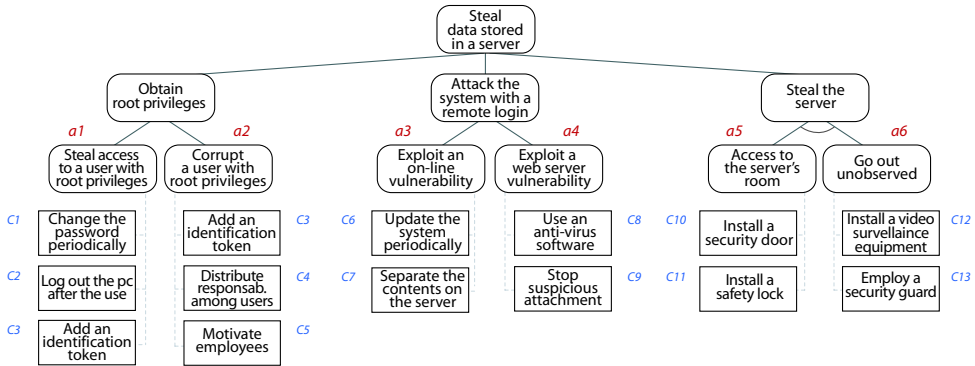 Steal
data stored
in a server
Obtain
root privileges
Attack the
system with a
remote login
Steal the
server
a1
a2
a3
a4
a5
a6
Steal access
to a user with
root privileges
Corrupt
a user with
root privileges
Exploit an
on-line
vulnerability
Exploit a
web server
vulnerability
Access to
the server's
room
Go out
unobserved
C1
Change the
password
periodically
Add an
identification
token
C3
C6
Update the
system
periodically
Use an
anti-virus
software
C8
C10
Install a
security door
Install a video
survellaince
equipment
C12
C2
Log out the pc
after the use
Distribute
responsab.
among users
C4
C7
Separate the
contents on
the server
Stop
suspicious
attachment
C9
C11
Install a
safety lock
Employ a
security guard
C13
C3
Add an
identification
token
Motivate
employees
C5